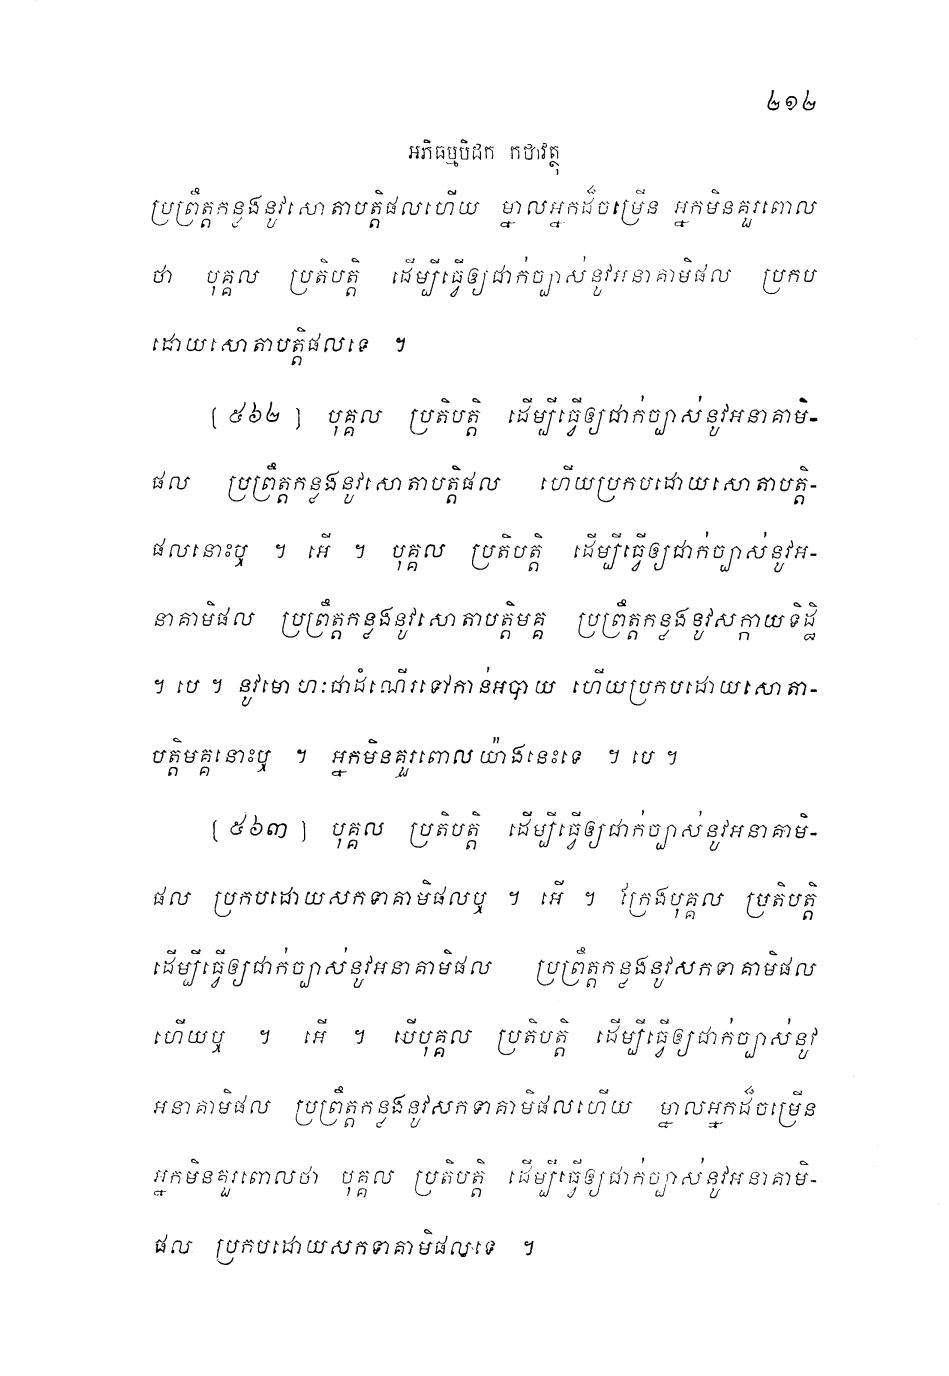 ២១២
អភិធម្មបិដក កថាវត្ថុ
ប្រព្រឹត្តកន្លងនូវសោតាបត្តិផលហើយ ម្នាលអ្នកដ៏ចម្រើន អ្នកមិនគួរពោល
ថា បុគ្គល ប្រតិបត្តិ ដើម្បីធ្វើឲ្យជាក់ច្បាស់នូវអនាគាមិផល ប្រកប
ដោយសោតាបត្តិផលទេ ។
[ ៥៦២ ] បុគ្គល ប្រតិបត្តិ ដើម្បីធ្វើឲ្យជាក់ច្បាស់នូវអនាគាមិ-
ផល ប្រព្រឹត្តកន្លងនូវសោតាបត្តិផល ហើយប្រកបដោយសោតាបត្តិ-
ផលនោះឬ ។ អើ ។ បុគ្គល ប្រតិបត្តិ ដើម្បីធ្វើឲ្យជាក់ច្បាស់នូវអ-
នាគាមិផល ប្រព្រឹត្តកន្លងនូវសោតាបត្តិមគ្គ ប្រព្រឹត្តកន្លងនូវសក្កាយទិដ្ឋិ
។ បេ ។ នូវមោហៈជាដំណើរទៅកាន់អបាយ ហើយប្រកបដោយសោតា-
បត្តិមគ្គនោះឬ ។ អ្នកមិនគួរពោលយ៉ាងនេះទេ ។ បេ ។
[ ៥៦៣ ] បុគ្គល ប្រតិបត្តិ ដើម្បីធ្វើឲ្យជាក់ច្បាស់នូវអនាគាមិ-
ផល ប្រកបដោយសកទាគាមិផលឬ ។ អើ ។ ក្រែងបុគ្គល ប្រតិបត្តិ
ដើម្បីធ្វើឲ្យជាក់ច្បាស់នូវអនាគាមិផល ប្រព្រឹត្តកន្លងនូវសកទាគាមិផល
ហើយឬ ។ អើ ។ បើបុគ្គល ប្រតិបត្តិ ដើម្បីធ្វើឲ្យជាក់ច្បាស់នូវ
អនាគាមិផល ប្រព្រឹត្តកន្លងនូវសកទាគាមិផលហើយ ម្នាលអ្នកដ៏ចម្រើន
អ្នកមិនគួរពោលថា បុគ្គល ប្រតិបត្តិ ដើម្បីធ្វើឲ្យជាក់ច្បាស់នូវអនាគាមិ-
ផល ប្រកបដោយសកទាគាមិផលទេ ។